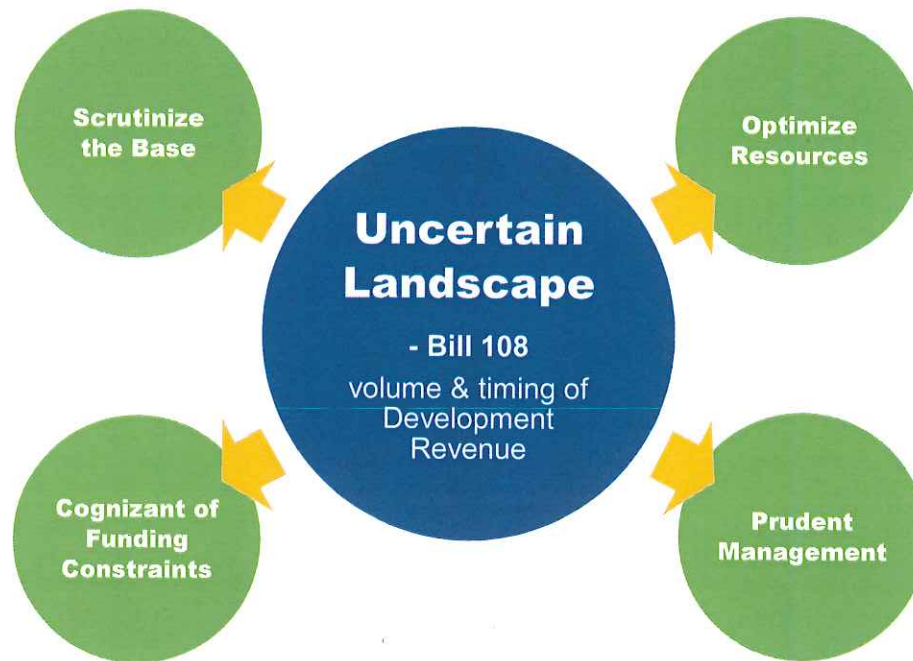 Scrutinize
the Base
Optimize
Resources
Uncertain
Landscape
- Bill 108
volume & timing of
Development
Revenue
Cognizant of
Funding
Constraints
Prudent
Management